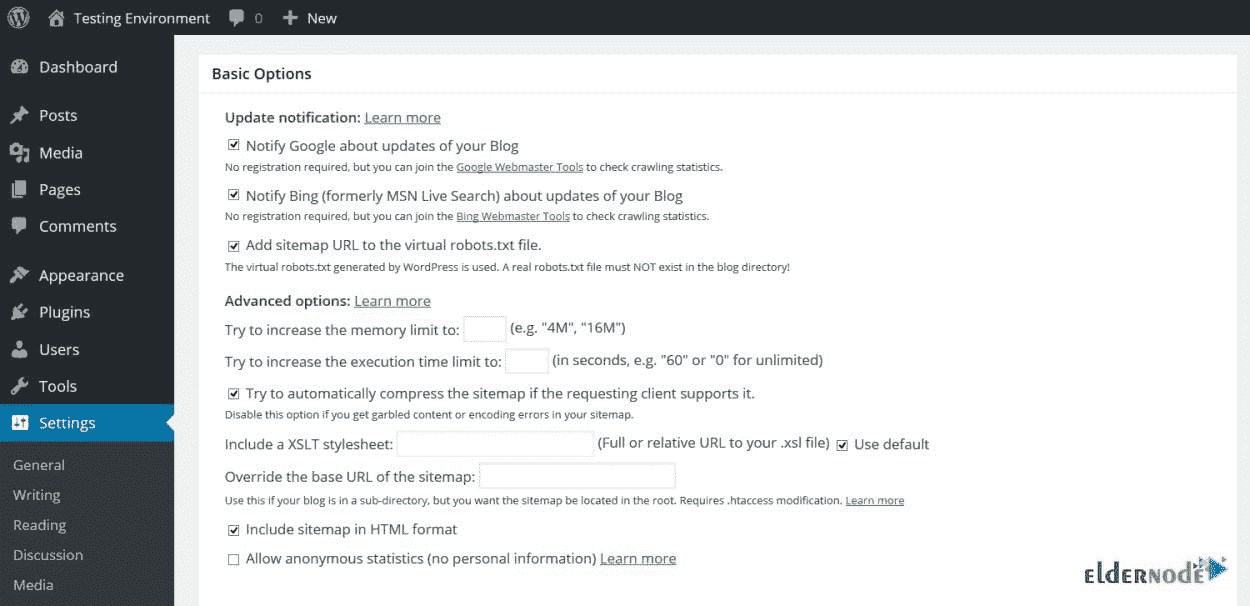 Testing Environment 0 New
Dashboard
Posts
Media
Pages
Comments
Appearance
Plugins
Users
Tools
Settings
General
Writing
Reading
Discussion
Media
Basic Options
Update notification: Learn more
Notify Google about updates of your Blog
No registration required, but you can join the Google Webmaster Tools to check crawling statistics.
Notify Bing (formerly MSN Live Search) about updates of your Blog
No registration required, but you can join the Bing Webmaster Tools to check crawling statistics.
Add sitemap URL to the virtual robots.txt file.
The virtual robots.txt generated by WordPress is used. A real robots.txt file must NOT exist in the blog directory!
Advanced options: Learn more
Try to increase the memory limit to: (e.g. "4M", "16M")
Try to increase the execution time limit to: (in seconds, e.g. "60" or "0" for unlimited)
Try to automatically compress the sitemap if the requesting client supports it.
Disable this option if you get garbled content or encoding errors in your sitemap.
Include a XSLT stylesheet: (Full or relative URL to your .xsl file) Use default
Override the base URL of the sitemap:
Use this if your blog is in a sub-directory, but you want the sitemap be located in the root. Requires .htaccess modification. Learn more
Include sitemap in HTML format
Allow anonymous statistics (no personal information) Learn more
elderNODE